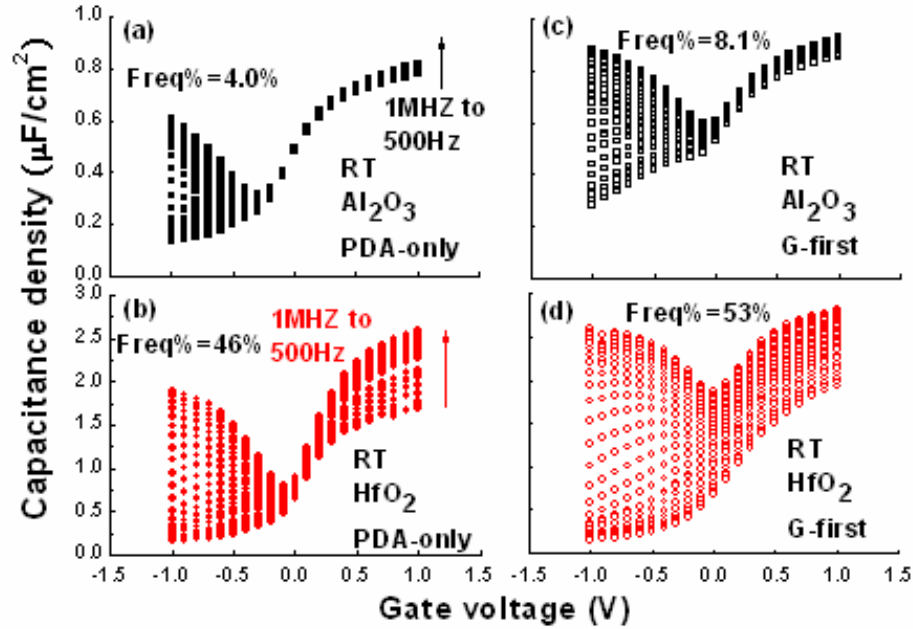 Capacitance density (µF/cm²)
(a)
Freq%=4.0%
1MHZ to
500Hz
RT
Al₂O₃
PDA-only
1.0
0.8
0.6
0.4
0.2
0.0
(c)
Freq%=8.1%
RT
Al₂O₃
G-first
(b)
1MHZ to
500Hz
Freq%=46%
RT
HfO₂
PDA-only
3.0
2.5
2.0
1.5
1.0
0.5
0.0
-1.5 -1.0 -0.5 0.0 0.5 1.0 1.5
(d)
Freq%=53%
RT
HfO₂
G-first
-1.5 -1.0 -0.5 0.0 0.5 1.0 1.5
Gate voltage (V)